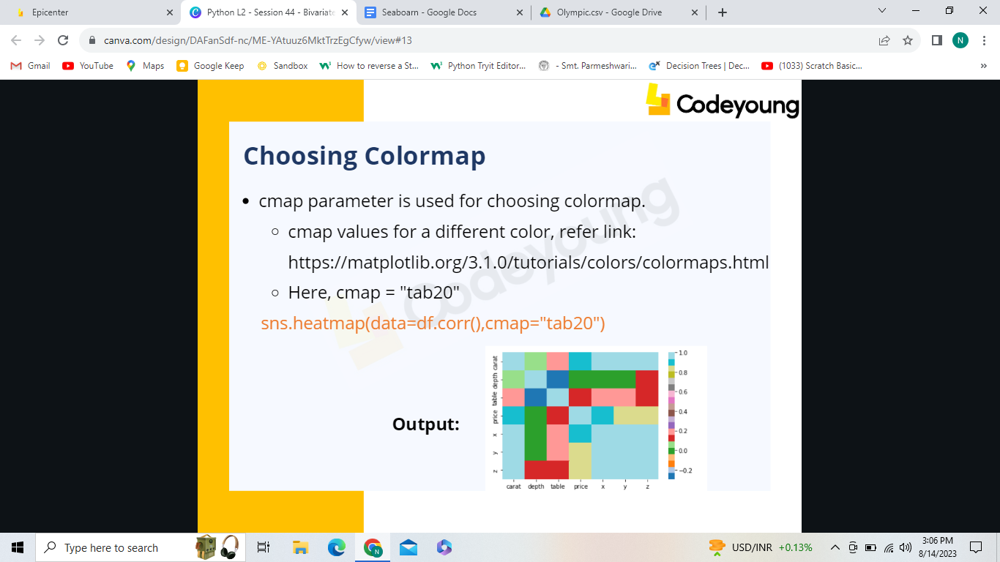 Epicenter
Python L2 - Session 44 - Bivariate
Seaboarn - Google Docs
Olympic.csv - Google Drive
canva.com/design/DAFanSdf-nc/ME-YAtuuz6MktTrzEgCfyw/view#13
N
Gmail
YouTube
Maps
Google Keep
Sandbox
How to reverse a St...
Python Tryit Editor...
- Smt. Parmeshwari...
Decision Trees | Dec...
(1033) Scratch Basic...
Codeyoung
Choosing Colormap
• cmap parameter is used for choosing colormap.
○ cmap values for a different color, refer link:
https://matplotlib.org/3.1.0/tutorials/colors/colormaps.html
○ Here, cmap = "tab20"
sns.heatmap(data=df.corr(),cmap="tab20")
Codeyoung
Output:
carat
depth
table
price
x
y
z
carat depth table price x y z
1.0
0.8
0.6
0.4
0.2
0.0
−0.2
Type here to search
USD/INR +0.13%
3:06 PM
8/14/2023